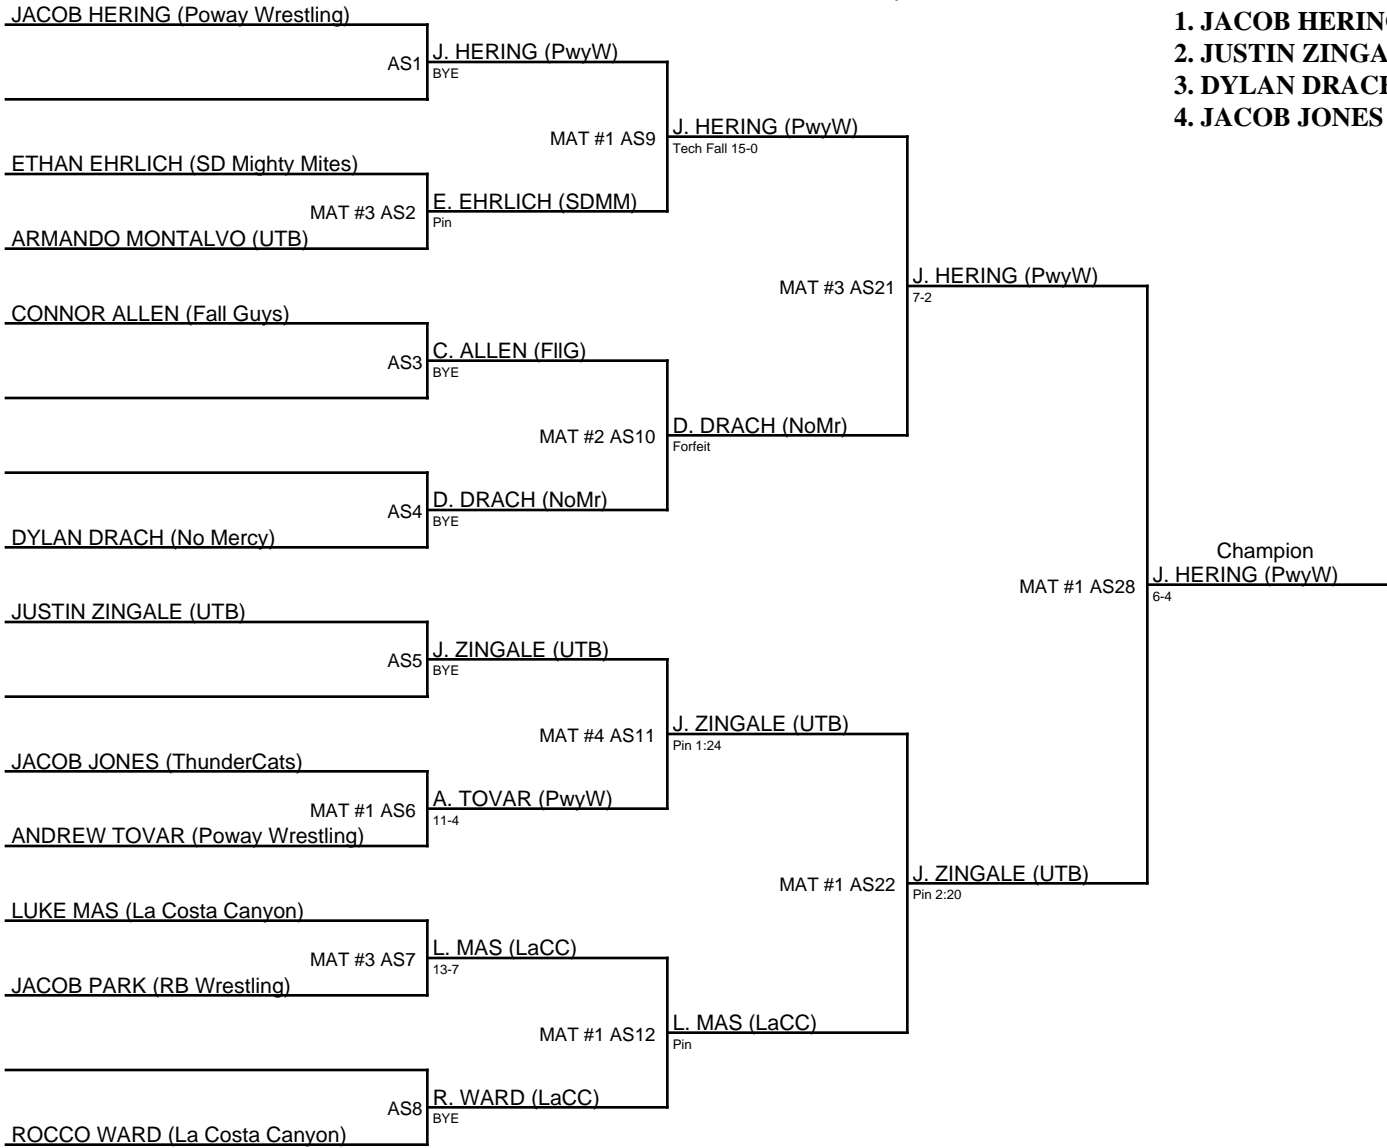 1. JACOB HERIN
2. JUSTIN ZINGA
3. DYLAN DRACH
4. JACOB JONES
JACOB HERING (Poway Wrestling)
AS1
J. HERING (PwyW)
BYE
MAT #1 AS9
J. HERING (PwyW)
Tech Fall 15-0
ETHAN EHRLICH (SD Mighty Mites)
MAT #3 AS2
E. EHRLICH (SDMM)
Pin
ARMANDO MONTALVO (UTB)
MAT #3 AS21
J. HERING (PwyW)
7-2
CONNOR ALLEN (Fall Guys)
AS3
C. ALLEN (FllG)
BYE
MAT #2 AS10
D. DRACH (NoMr)
Forfeit
AS4
D. DRACH (NoMr)
BYE
DYLAN DRACH (No Mercy)
MAT #1 AS28
Champion
J. HERING (PwyW)
6-4
JUSTIN ZINGALE (UTB)
AS5
J. ZINGALE (UTB)
BYE
MAT #4 AS11
J. ZINGALE (UTB)
Pin 1:24
JACOB JONES (ThunderCats)
MAT #1 AS6
A. TOVAR (PwyW)
11-4
ANDREW TOVAR (Poway Wrestling)
MAT #1 AS22
J. ZINGALE (UTB)
Pin 2:20
LUKE MAS (La Costa Canyon)
MAT #3 AS7
L. MAS (LaCC)
13-7
JACOB PARK (RB Wrestling)
MAT #1 AS12
L. MAS (LaCC)
Pin
AS8
R. WARD (LaCC)
BYE
ROCCO WARD (La Costa Canyon)